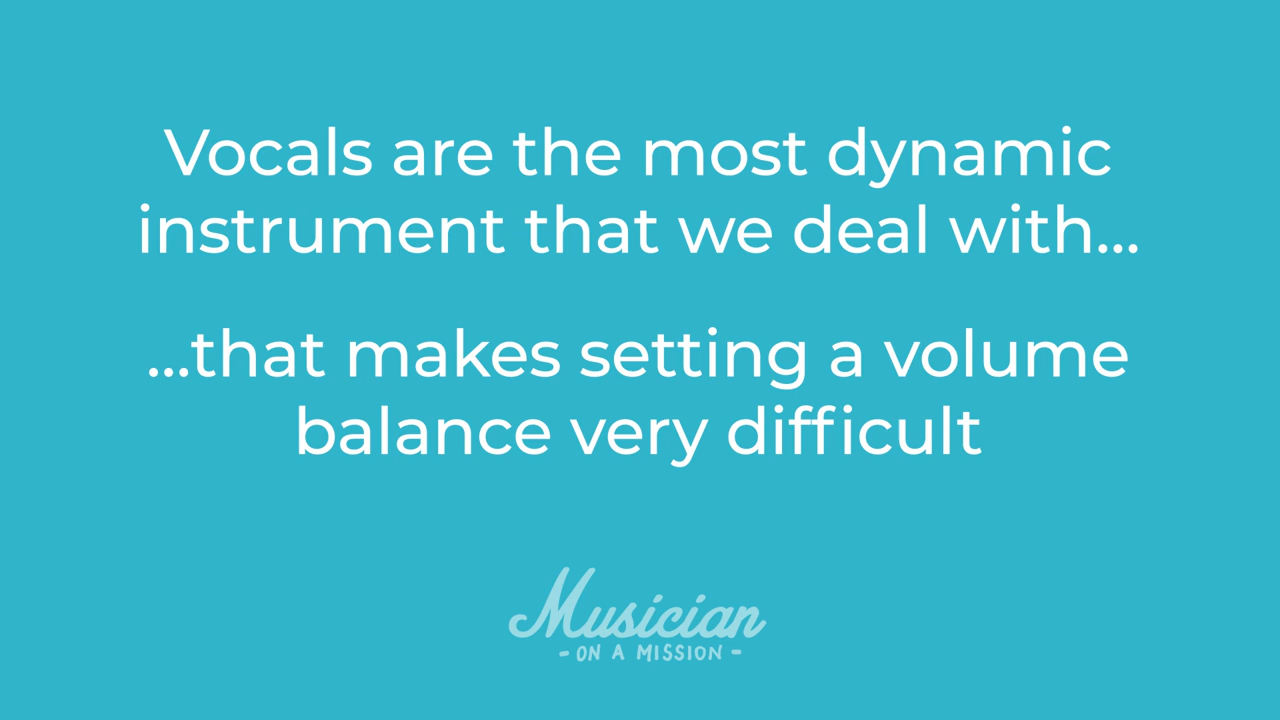 Vocals are the most dynamic
instrument that we deal with...
...that makes setting a volume
balance very difficult
Musician
- ON A MISSION -